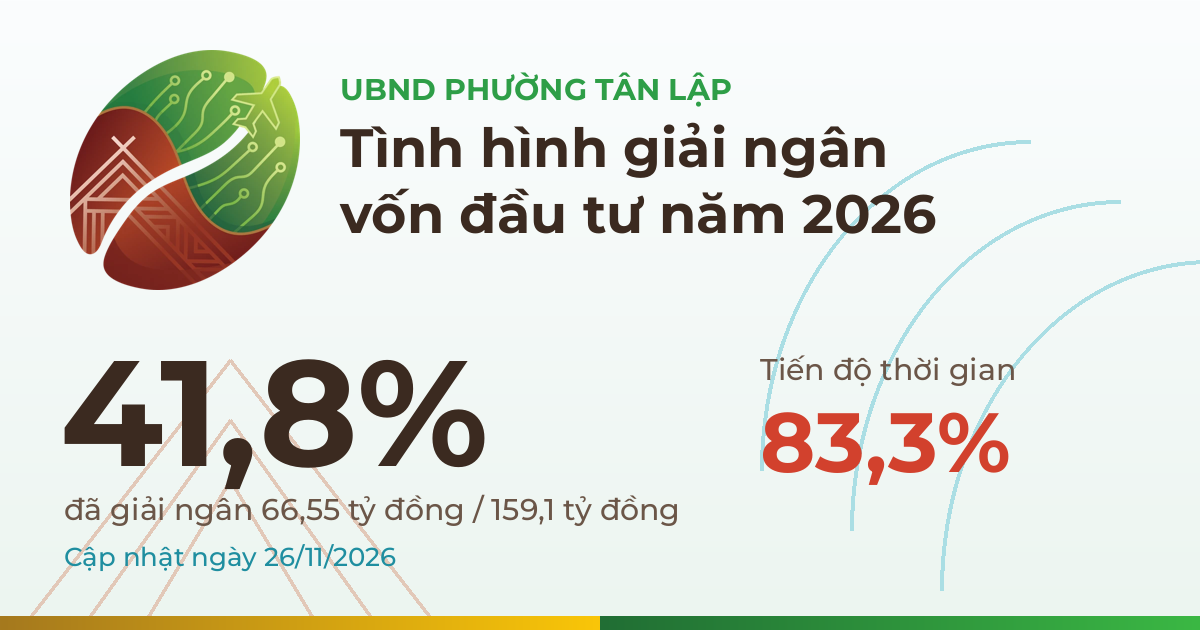 UBND PHƯỜNG TÂN LẬP
Tình hình giải ngân
vốn đầu tư năm 2026
41,8%
đã giải ngân 66,55 tỷ đồng / 159,1 tỷ đồng
Cập nhật ngày 26/11/2026
Tiến độ thời gian
83,3%